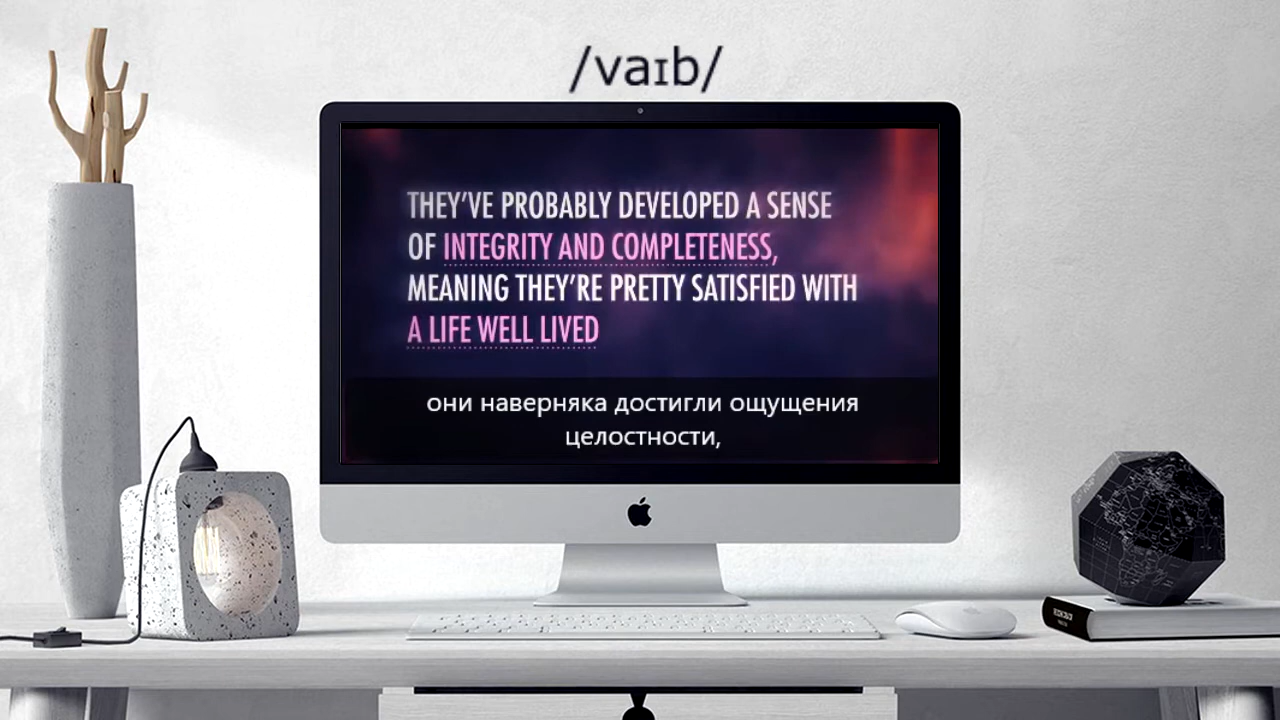 /vaɪb/
THEY'VE PROBABLY DEVELOPED A SENSE
OF INTEGRITY AND COMPLETENESS,
MEANING THEY'RE PRETTY SATISFIED WITH
A LIFE WELL LIVED
они наверняка достигли ощущения
целостности,